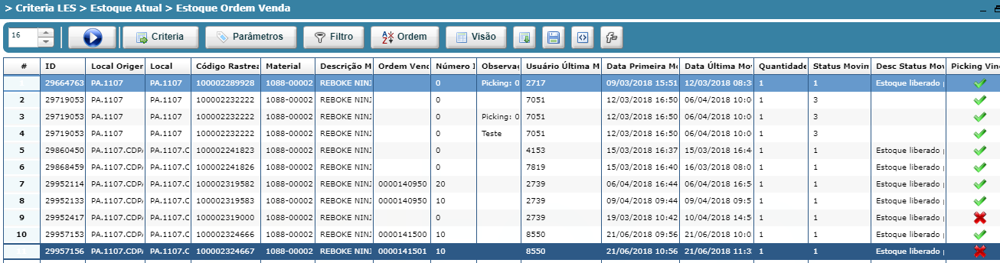 > Criteria LES > Estoque Atual > Estoque Ordem Venda
16 Criteria Parâmetros Filtro Ordem Visão
# ID Local Origer Local Código Rastrea Material Descrição M Ordem Venc Número I Observaç Usuário Última M Data Primeira Mo Data Última Mov Quantidade Status Movim Desc Status Mov Picking Vinc
1 29664763 PA.1107 PA.1107 100002289928 1088-00002 REBOKE NINJ 0 Picking: 0 2717 09/03/2018 15:51 12/03/2018 08:3 1 1 Estoque liberado
2 29719053 PA.1107 PA.1107 100002232222 1088-00002 REBOKE NINJ 0 7051 12/03/2018 16:50 06/04/2018 10:0 1 3
3 29719053 PA.1107 PA.1107 100002232222 1088-00002 REBOKE NINJ 0 Picking: 0 7051 12/03/2018 16:50 06/04/2018 10:0 1 3
4 29719053 PA.1107 PA.1107 100002232222 1088-00002 REBOKE NINJ 0 Teste 7051 12/03/2018 16:50 06/04/2018 10:0 1 3
5 29860450 PA.1107.CDP PA.1107.C 100002241823 1088-00002 REBOKE NINJ 0 4153 15/03/2018 16:37 15/03/2018 16:4 1 1 Estoque liberado
6 29868459 PA.1107.CDP PA.1107.C 100002241826 1088-00002 REBOKE NINJ 0 7819 15/03/2018 16:40 16/03/2018 08:0 1 1 Estoque liberado
7 29952114 PA.1107.CDP PA.1107.C 100002319582 1088-00002 REBOKE NINJ 0000140950 20 2739 06/04/2018 16:44 06/04/2018 16:5 1 1 Estoque liberado
8 29952133 PA.1107.CDP PA.1107.C 100002319583 1088-00002 REBOKE NINJ 0000140950 10 2739 09/04/2018 09:44 09/04/2018 09:5 1 1 Estoque liberado
9 29952417 PA.1107.CDP PA.1107.C 100002319000 1088-00002 REBOKE NINJ 0 2739 19/03/2018 10:42 10/04/2018 14:5 1 1 Estoque liberado
10 29957153 PA.1107.CDP PA.1107.C 100002324666 1088-00002 REBOKE NINJ 0000141500 10 8550 21/06/2018 09:56 21/06/2018 10:0 1 1 Estoque liberado
11 29957156 PA.1107.CDP PA.1107.C 100002324667 1088-00002 REBOKE NINJ 0000141501 10 8550 21/06/2018 10:56 21/06/2018 11:3 1 1 Estoque liberado